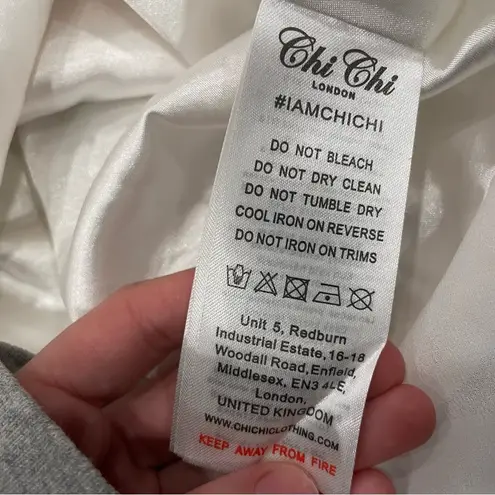 Chi Chi
LONDON
#IAMCHICHI
DO NOT BLEACH
DO NOT DRY CLEAN
DO NOT TUMBLE DRY
COOL IRON ON REVERSE
DO NOT IRON ON TRIMS
Unit 5, Redburn
Industrial Estate, 16-18
Woodall Road, Enfield,
Middlesex, EN3 4LE,
London,
UNITED KINGDOM
WWW.CHICHICLOTHING.COM
KEEP AWAY FROM FIRE